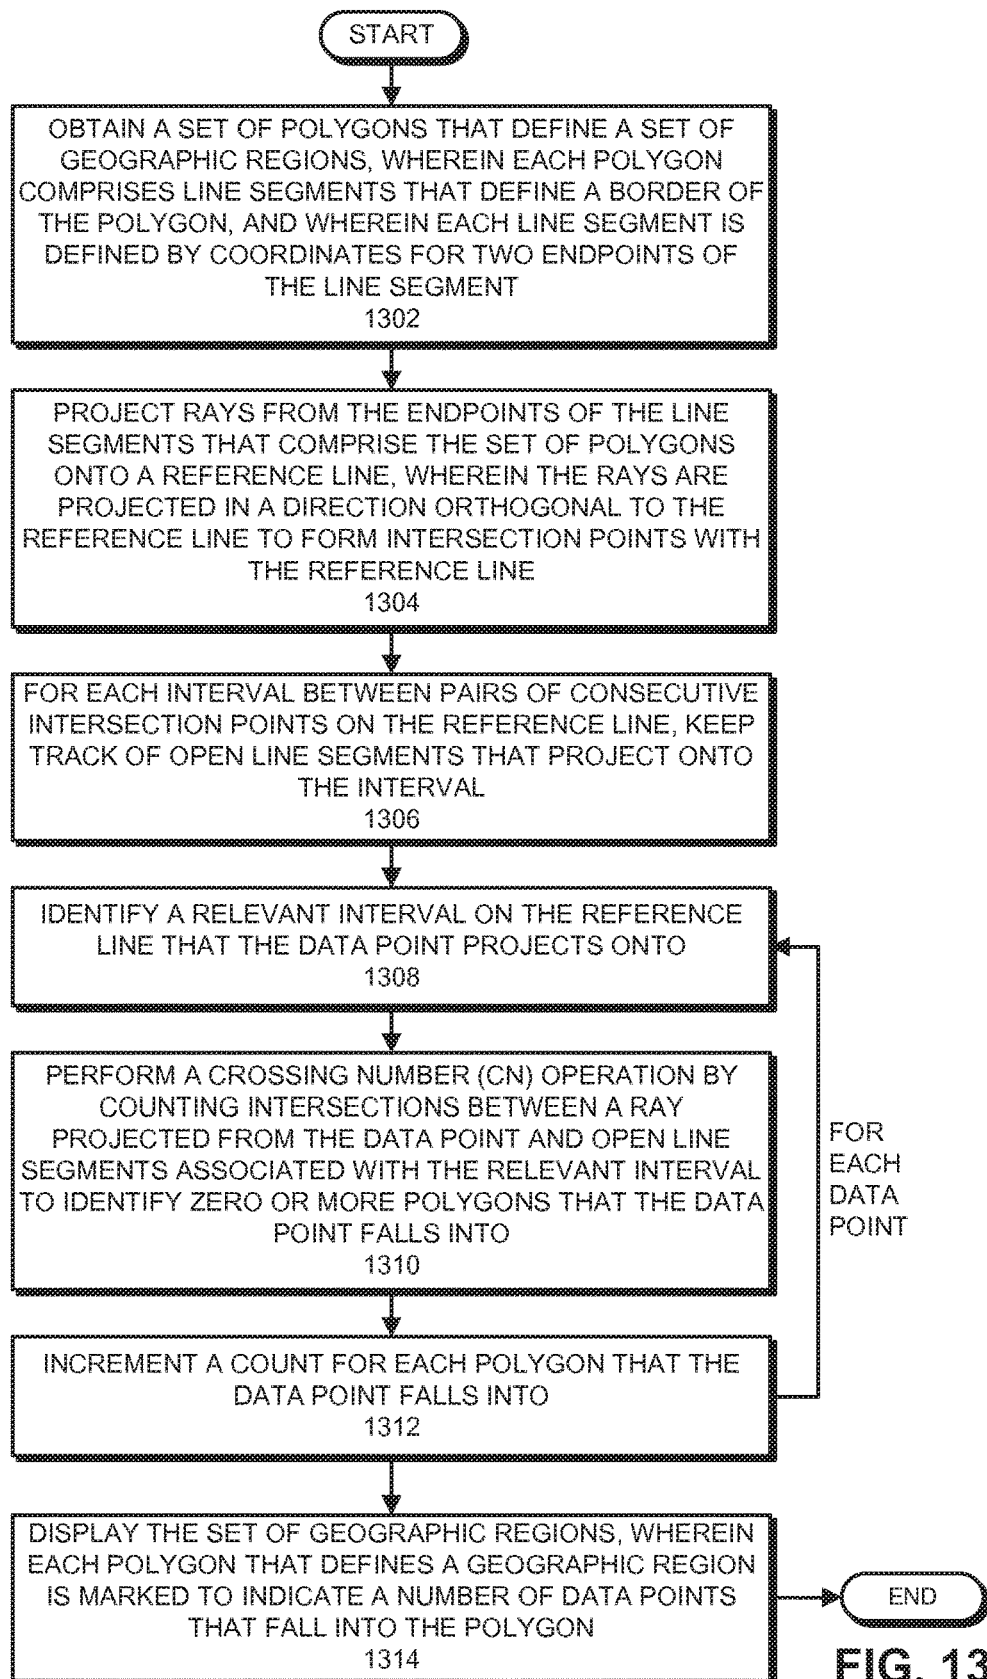 START
OBTAIN A SET OF POLYGONS THAT DEFINE A SET OF
GEOGRAPHIC REGIONS, WHEREIN EACH POLYGON
COMPRISES LINE SEGMENTS THAT DEFINE A BORDER OF
THE POLYGON, AND WHEREIN EACH LINE SEGMENT IS
DEFINED BY COORDINATES FOR TWO ENDPOINTS OF
THE LINE SEGMENT
1302
PROJECT RAYS FROM THE ENDPOINTS OF THE LINE
SEGMENTS THAT COMPRISE THE SET OF POLYGONS
ONTO A REFERENCE LINE, WHEREIN THE RAYS ARE
PROJECTED IN A DIRECTION ORTHOGONAL TO THE
REFERENCE LINE TO FORM INTERSECTION POINTS WITH
THE REFERENCE LINE
1304
FOR EACH INTERVAL BETWEEN PAIRS OF CONSECUTIVE
INTERSECTION POINTS ON THE REFERENCE LINE, KEEP
TRACK OF OPEN LINE SEGMENTS THAT PROJECT ONTO
THE INTERVAL
1306
IDENTIFY A RELEVANT INTERVAL ON THE REFERENCE
LINE THAT THE DATA POINT PROJECTS ONTO
1308
PERFORM A CROSSING NUMBER (CN) OPERATION BY
COUNTING INTERSECTIONS BETWEEN A RAY
PROJECTED FROM THE DATA POINT AND OPEN LINE
SEGMENTS ASSOCIATED WITH THE RELEVANT INTERVAL
TO IDENTIFY ZERO OR MORE POLYGONS THAT THE DATA
POINT FALLS INTO
1310
FOR
EACH
DATA
POINT
INCREMENT A COUNT FOR EACH POLYGON THAT THE
DATA POINT FALLS INTO
1312
DISPLAY THE SET OF GEOGRAPHIC REGIONS, WHEREIN
EACH POLYGON THAT DEFINES A GEOGRAPHIC REGION
IS MARKED TO INDICATE A NUMBER OF DATA POINTS
THAT FALL INTO THE POLYGON
1314
END
FIG. 13